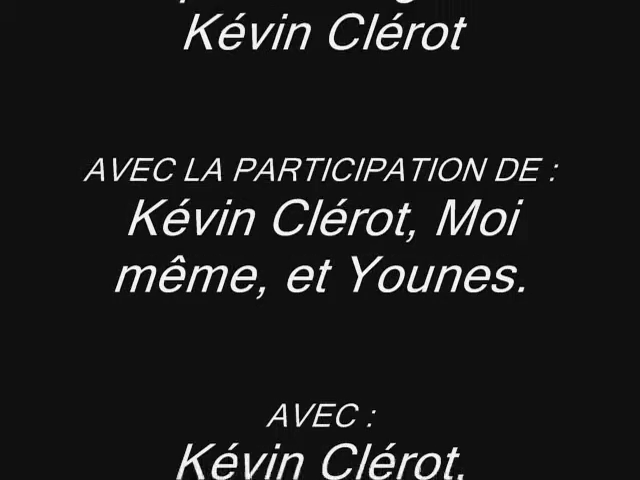 Kévin Clérot
AVEC LA PARTICIPATION DE :
Kévin Clérot, Moi
même, et Younes.
AVEC :
Kévin Clérot,